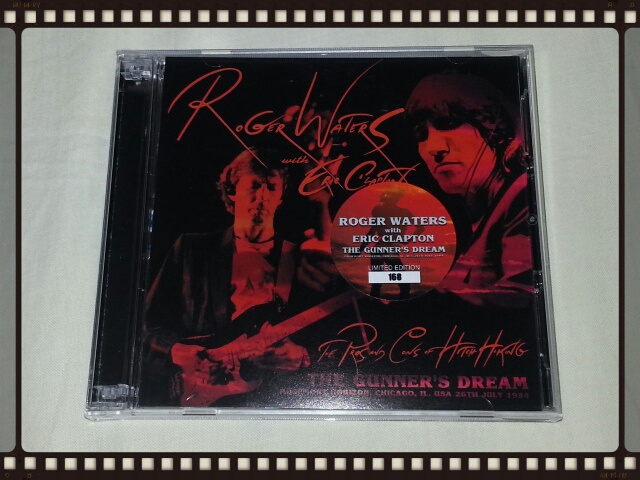 ROGER WATERS
with
ERIC CLAPTON
ROGER WATERS
with
ERIC CLAPTON
THE GUNNER'S DREAM
LIMITED EDITION
168
THE PROS AND CONS OF HITCH HIKING
THE GUNNER'S DREAM
HORIZON, CHICAGO, IL. USA 26TH JULY 1984